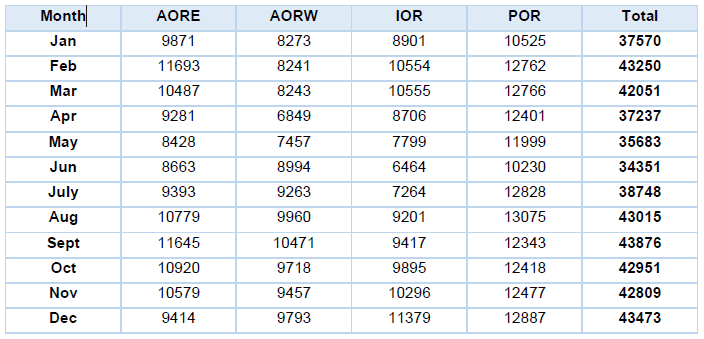 Month AORE AORW IOR POR Total
Jan 9871 8273 8901 10525 37570
Feb 11693 8241 10554 12762 43250
Mar 10487 8243 10555 12766 42051
Apr 9281 6849 8706 12401 37237
May 8428 7457 7799 11999 35683
Jun 8663 8994 6464 10230 34351
July 9393 9263 7264 12828 38748
Aug 10779 9960 9201 13075 43015
Sept 11645 10471 9417 12343 43876
Oct 10920 9718 9895 12418 42951
Nov 10579 9457 10296 12477 42809
Dec 9414 9793 11379 12887 43473